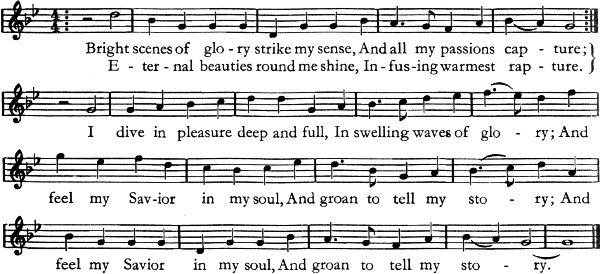 Bright scenes of glo-ry strike my sense, And all my passions cap-ture;
E-ter-nal beauties round me shine, In-fus-ing warmest rap-ture.
I dive in pleasure deep and full, In swelling waves of glo-ry; And
feel my Sav-ior in my soul, And groan to tell my sto-ry; And
feel my Savior in my soul, And groan to tell my sto-ry.